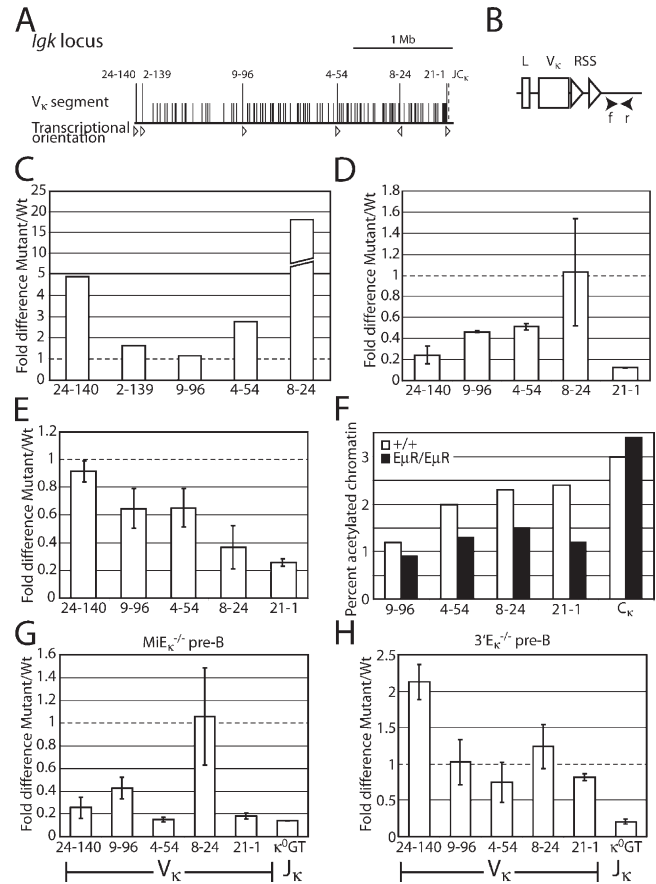 A
Igk locus
1 Mb
24-140 2-139 9-96 4-54 8-24 21-1 JCκ
Vκ segment
Transcriptional orientation
B
L Vκ RSS
f r
C
Fold difference Mutant/Wt
25
20
15
10
5
4
3
2
1
0
24-140 2-139 9-96 4-54 8-24
D
Fold difference Mutant/Wt
1.8
1.6
1.4
1.2
1
0.8
0.6
0.4
0.2
0
24-140 9-96 4-54 8-24 21-1
E
Fold difference Mutant/Wt
1.2
1
0.8
0.6
0.4
0.2
0
24-140 9-96 4-54 8-24 21-1
F
Percent acetylated chromatin
+/+
EμR/EμR
3
2
1
0
9-96 4-54 8-24 21-1 Cκ
G
MiEκ-/- pre-B
Fold difference Mutant/Wt
1.6
1.4
1.2
1.0
0.8
0.6
0.4
0.2
0
24-140 9-96 4-54 8-24 21-1 κ⁰GT
Vκ Jκ
H
3'Eκ-/- pre-B
Fold difference Mutant/Wt
2.5
2
1.5
1.0
0.5
0
24-140 9-96 4-54 8-24 21-1 κ⁰GT
Vκ Jκ